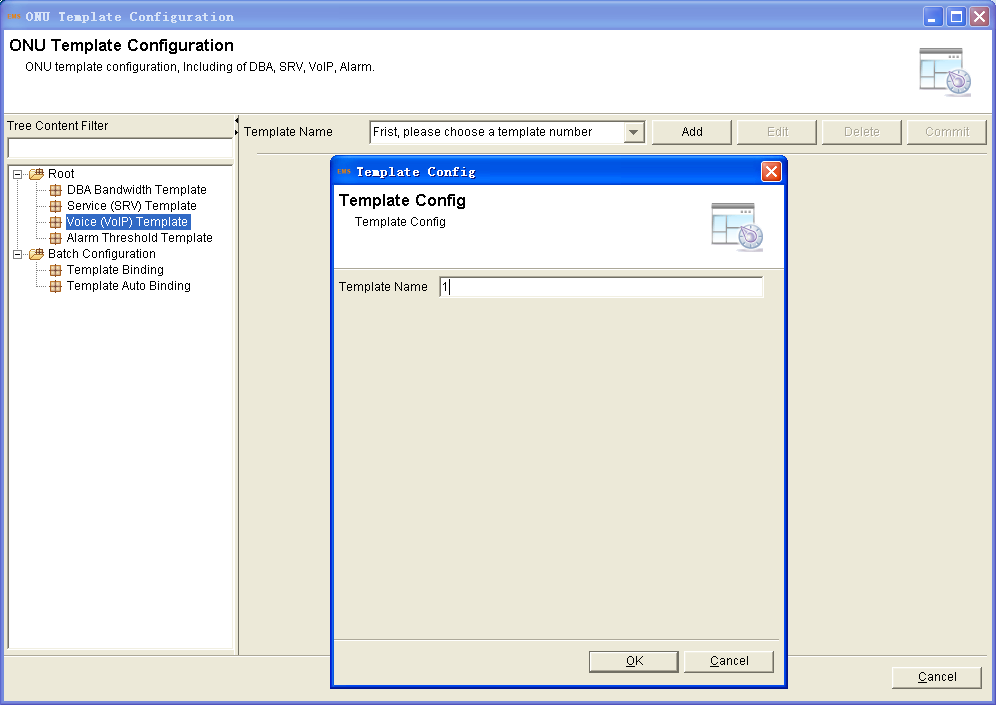 EMS ONU Template Configuration
ONU Template Configuration
ONU template configuration, Including of DBA, SRV, VoIP, Alarm.
Tree Content Filter
Template Name
Frist, please choose a template number
Add
Edit
Delete
Commit
Root
DBA Bandwidth Template
Service (SRV) Template
Voice (VoIP) Template
Alarm Threshold Template
Batch Configuration
Template Binding
Template Auto Binding
EMS Template Config
Template Config
Template Config
Template Name
1
OK
Cancel
Cancel